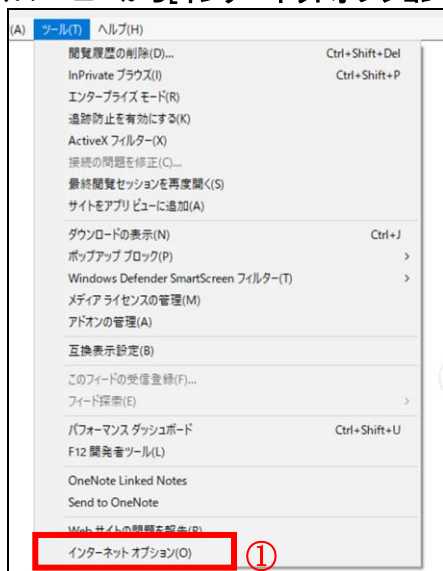 (A) ツール(T) ヘルプ(H)
閲覧履歴の削除(D)... Ctrl+Shift+Del
InPrivate ブラウズ(I) Ctrl+Shift+P
エンタープライズ モード(R)
追跡防止を有効にする(K)
ActiveX フィルター(X)
接続の問題を修正(C)...
最終閲覧セッションを再度開く(S)
サイトをアプリ ビューに追加(A)
ダウンロードの表示(N) Ctrl+J
ポップアップ ブロック(P) >
Windows Defender SmartScreen フィルター(T) >
メディア ライセンスの管理(M)
アドオンの管理(A)
互換表示設定(B)
このフィードの受信登録(F)...
フィード探索(E) >
パフォーマンス ダッシュボード Ctrl+Shift+U
F12 開発者ツール(L)
OneNote Linked Notes
Send to OneNote
Web サイトの問題を報告(R)
インターネット オプション(O) ①